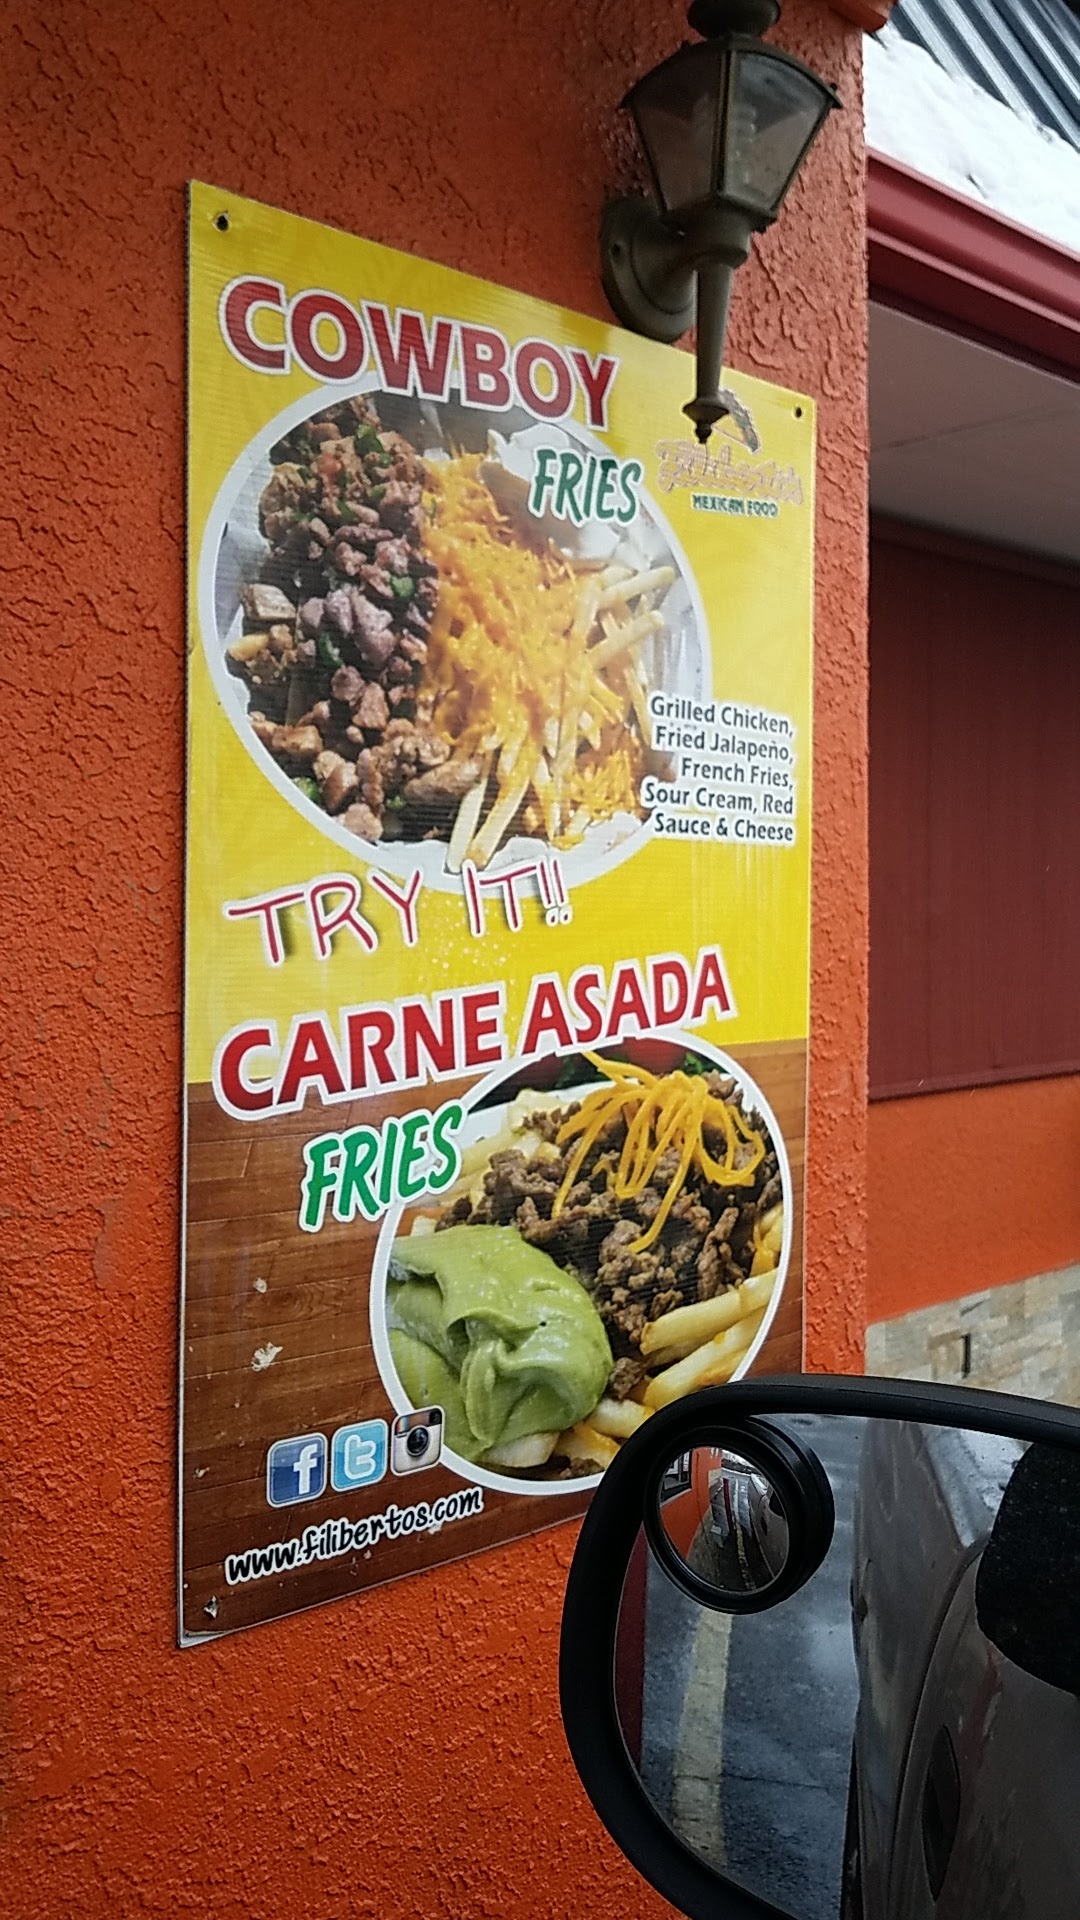 COWBOY
FRIES
Filiberto's
MEXICAN FOOD
Grilled Chicken,
Fried Jalapeño,
French Fries,
Sour Cream, Red
Sauce & Cheese
TRY IT!!
CARNE ASADA
FRIES
f t
www.filibertos.com